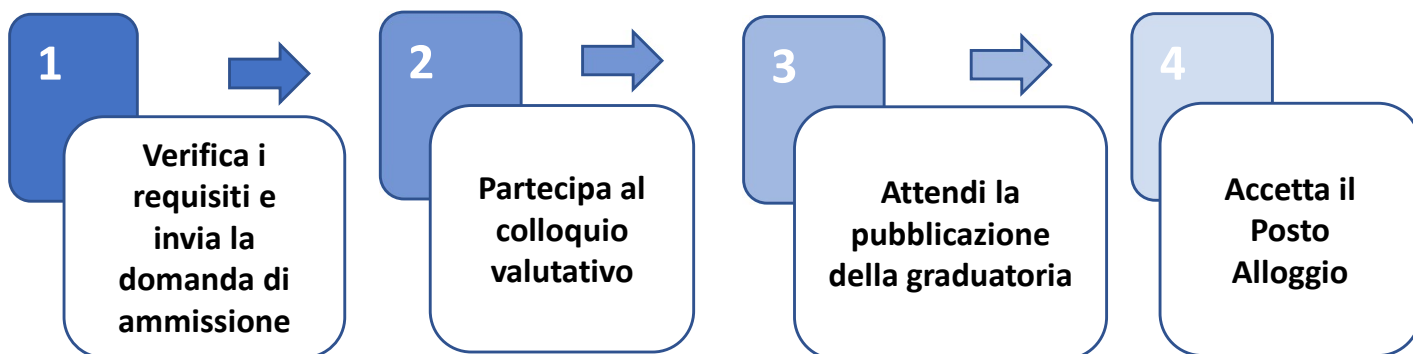 1
Verifica i
requisiti e
invia la
domanda di
ammissione
2
Partecipa al
colloquio
valutativo
3
Attendi la
pubblicazione
della graduatoria
4
Accetta il
Posto
Alloggio